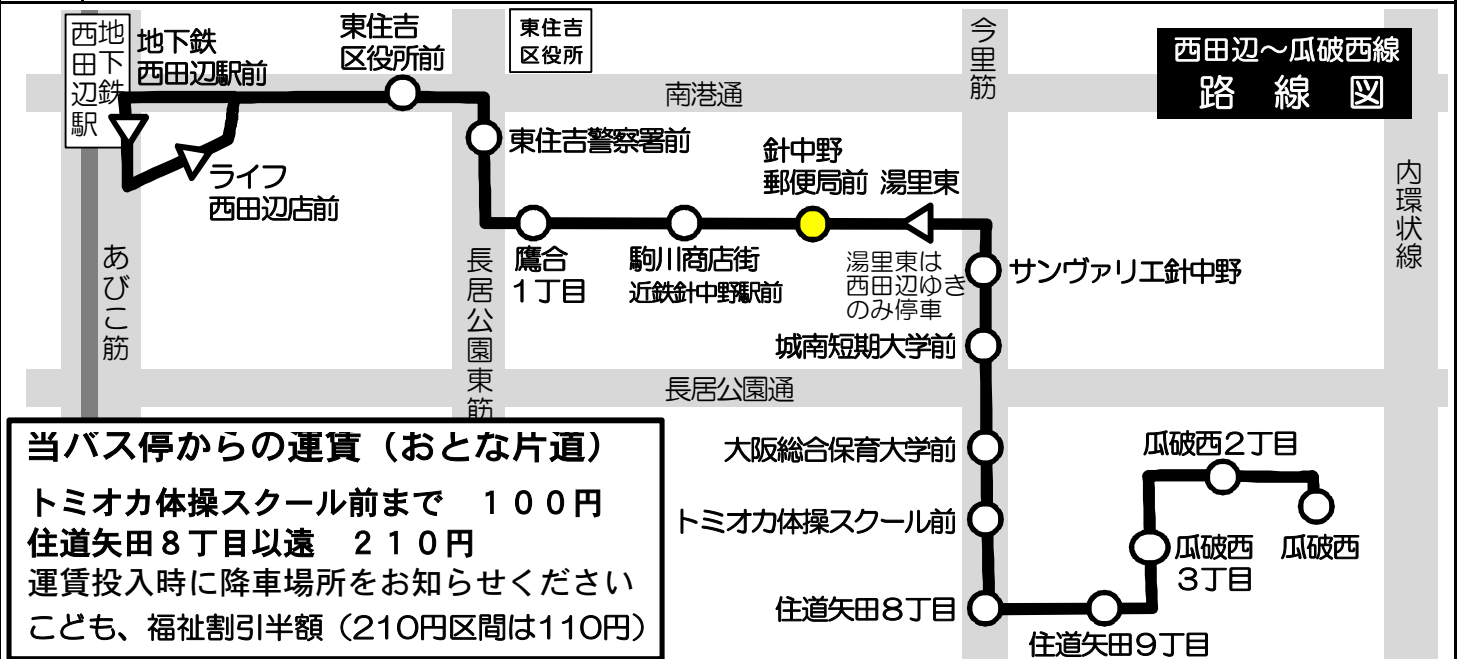 西田辺～瓜破西線
路線図
地下鉄
西田辺駅
地下鉄
西田辺駅前
東住吉
区役所前
東住吉
区役所
今里筋
南港通
東住吉警察署前
ライフ
西田辺店前
針中野
郵便局前
湯里東
内環状線
あびこ筋
長居公園東筋
鷹合
１丁目
駒川商店街
近鉄針中野駅前
湯里東は
西田辺ゆき
のみ停車
サンヴァリエ針中野
城南短期大学前
長居公園通
大阪総合保育大学前
トミオカ体操スクール前
住道矢田８丁目
住道矢田９丁目
瓜破西２丁目
瓜破西
３丁目
瓜破西
当バス停からの運賃（おとな片道）
トミオカ体操スクール前まで　１００円
住道矢田８丁目以遠　２１０円
運賃投入時に降車場所をお知らせください
こども、福祉割引半額（210円区間は110円）